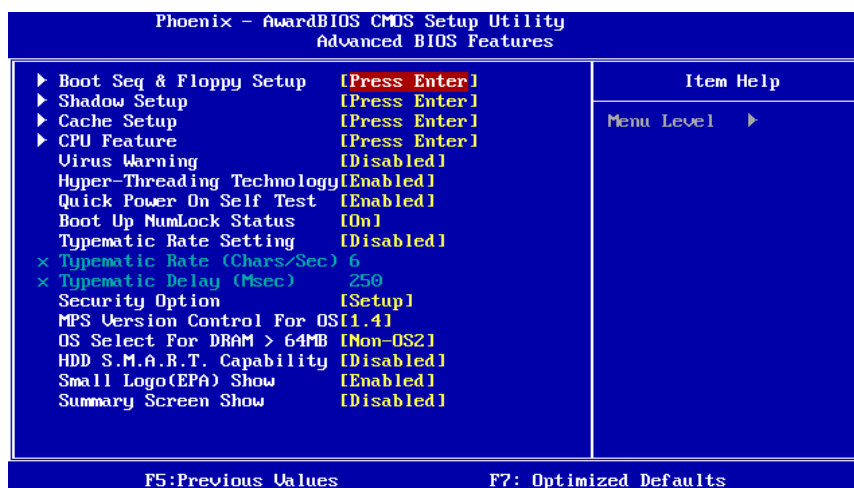 Phoenix - AwardBIOS CMOS Setup Utility
Advanced BIOS Features
Boot Seq & Floppy Setup [Press Enter]
Shadow Setup [Press Enter]
Cache Setup [Press Enter]
CPU Feature [Press Enter]
Virus Warning [Disabled]
Hyper-Threading Technology[Enabled]
Quick Power On Self Test [Enabled]
Boot Up NumLock Status [On]
Typematic Rate Setting [Disabled]
x Typematic Rate (Chars/Sec) 6
x Typematic Delay (Msec) 250
Security Option [Setup]
MPS Version Control For OS[1.4]
OS Select For DRAM > 64MB [Non-OS2]
HDD S.M.A.R.T. Capability [Disabled]
Small Logo(EPA) Show [Enabled]
Summary Screen Show [Disabled]
Item Help
Menu Level
F5:Previous Values F7: Optimized Defaults